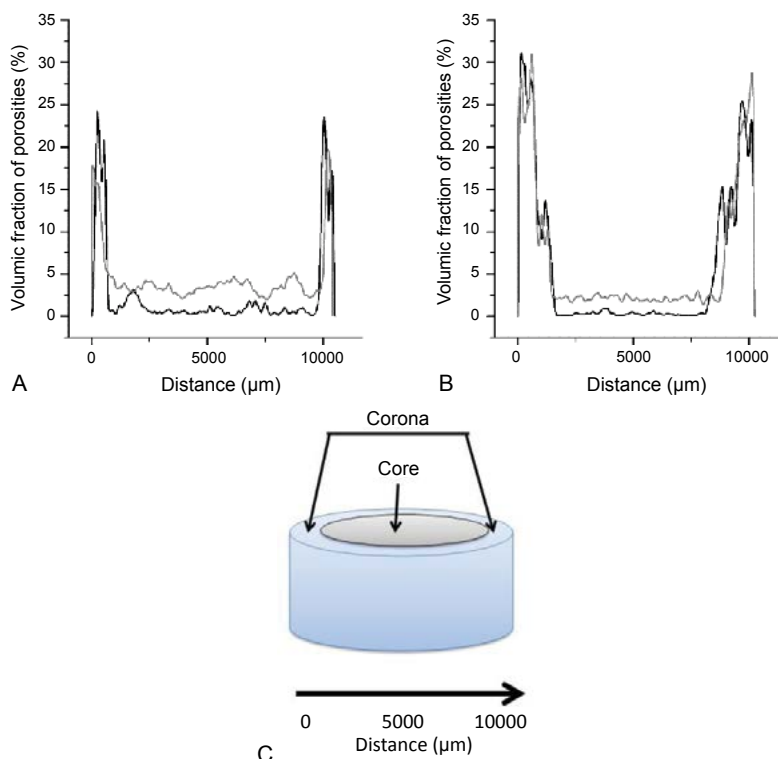 Volumic fraction of porosities (%)
35
30
25
20
15
10
5
0
0
5000
10000
Distance (µm)
A
Volumic fraction of porosities (%)
35
30
25
20
15
10
5
0
0
5000
10000
Distance (µm)
B
Corona
Core
0 5000 10000
Distance (µm)
C